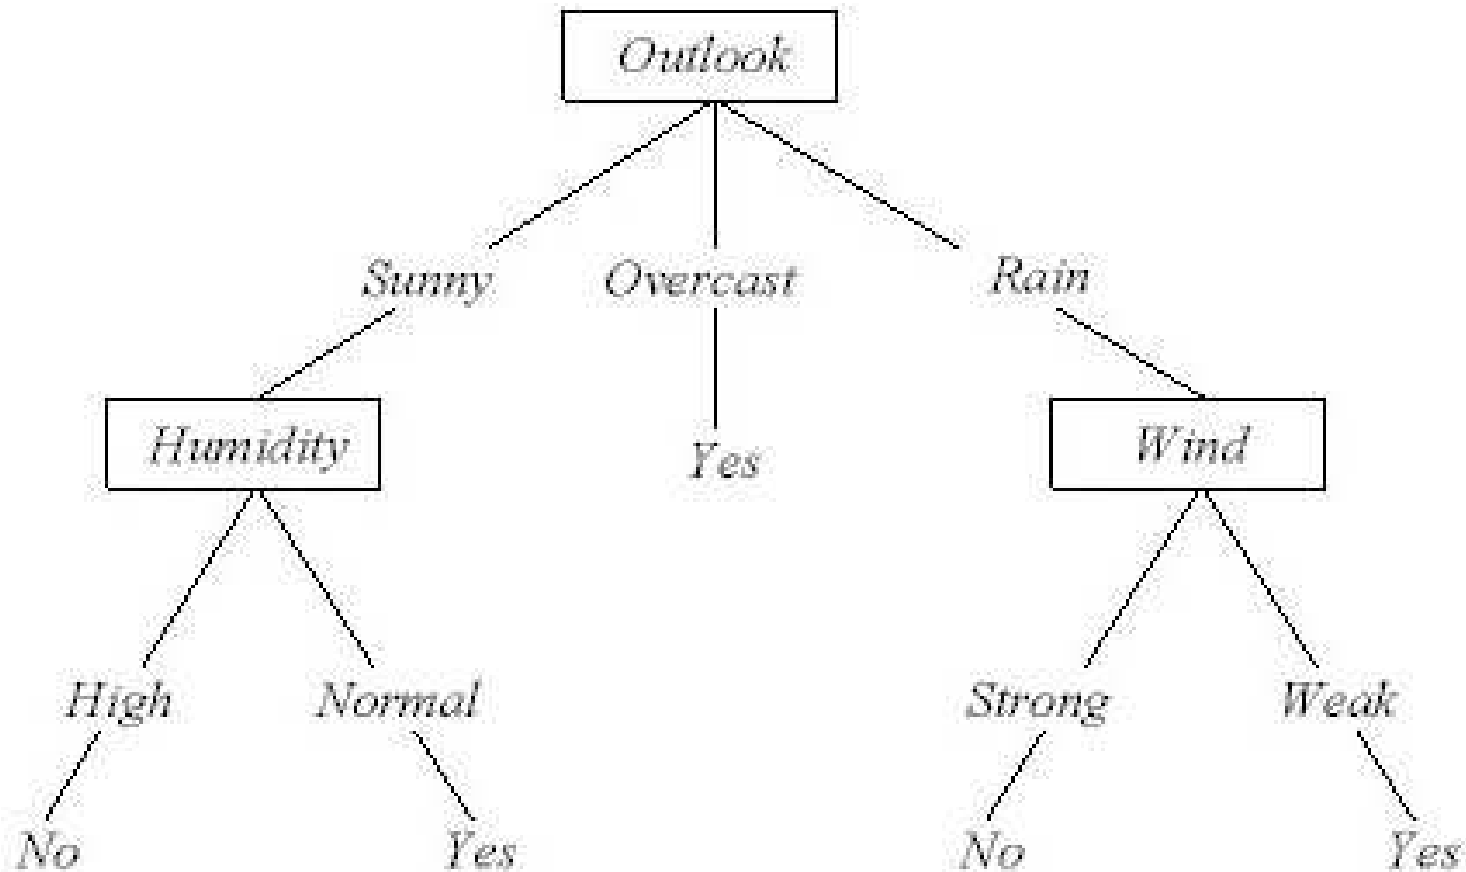 Outlook
Sunny Overcast Rain
Humidity Yes Wind
High Normal Strong Weak
No Yes No Yes